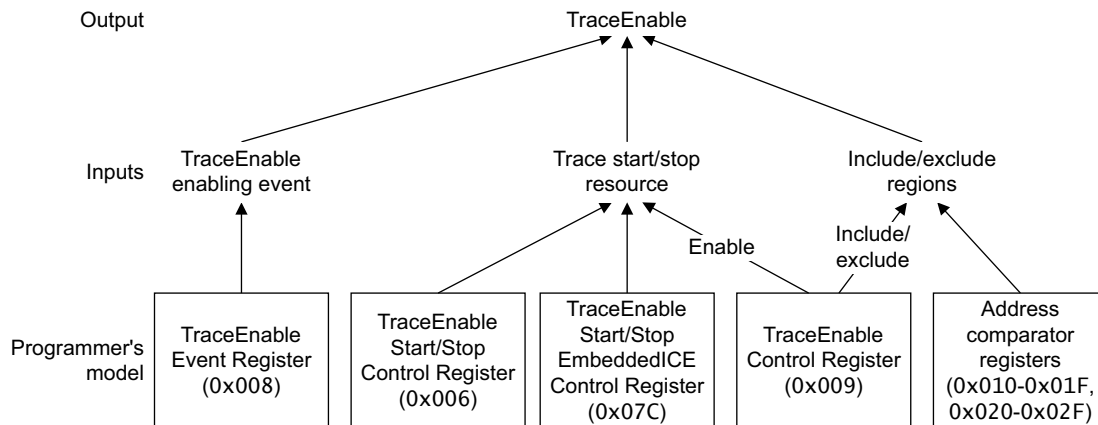 Output
TraceEnable
Inputs
TraceEnable
enabling event
Trace start/stop
resource
Include/exclude
regions
Enable
Include/
exclude
Programmer's
model
TraceEnable
Event Register
(0x008)
TraceEnable
Start/Stop
Control Register
(0x006)
TraceEnable
Start/Stop
EmbeddedICE
Control Register
(0x07C)
TraceEnable
Control Register
(0x009)
Address
comparator
registers
(0x010-0x01F,
0x020-0x02F)